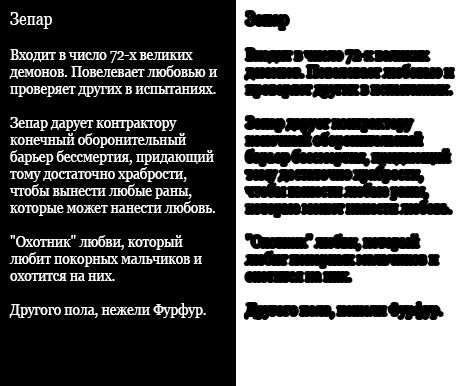 Зепар
Входит в число 72-х великих
демонов. Повелевает любовью и
проверяет других в испытаниях.
Зепар дарует контрактору
конечный оборонительный
барьер бессмертия, придающий
тому достаточно храбрости,
чтобы вынести любые раны,
которые может нанести любовь.
"Охотник" любви, который
любит покорных мальчиков и
охотится на них.
Другого пола, нежели Фурфур.
Зепар
Входит в число 72-х великих
демонов. Повелевает любовью и
проверяет других в испытаниях.
Зепар дарует контрактору
конечный оборонительный
барьер бессмертия, придающий
тому достаточно храбрости,
чтобы вынести любые раны,
которые может нанести любовь.
"Охотник" любви, который
любит покорных мальчиков и
охотится на них.
Другого пола, нежели Фурфур.